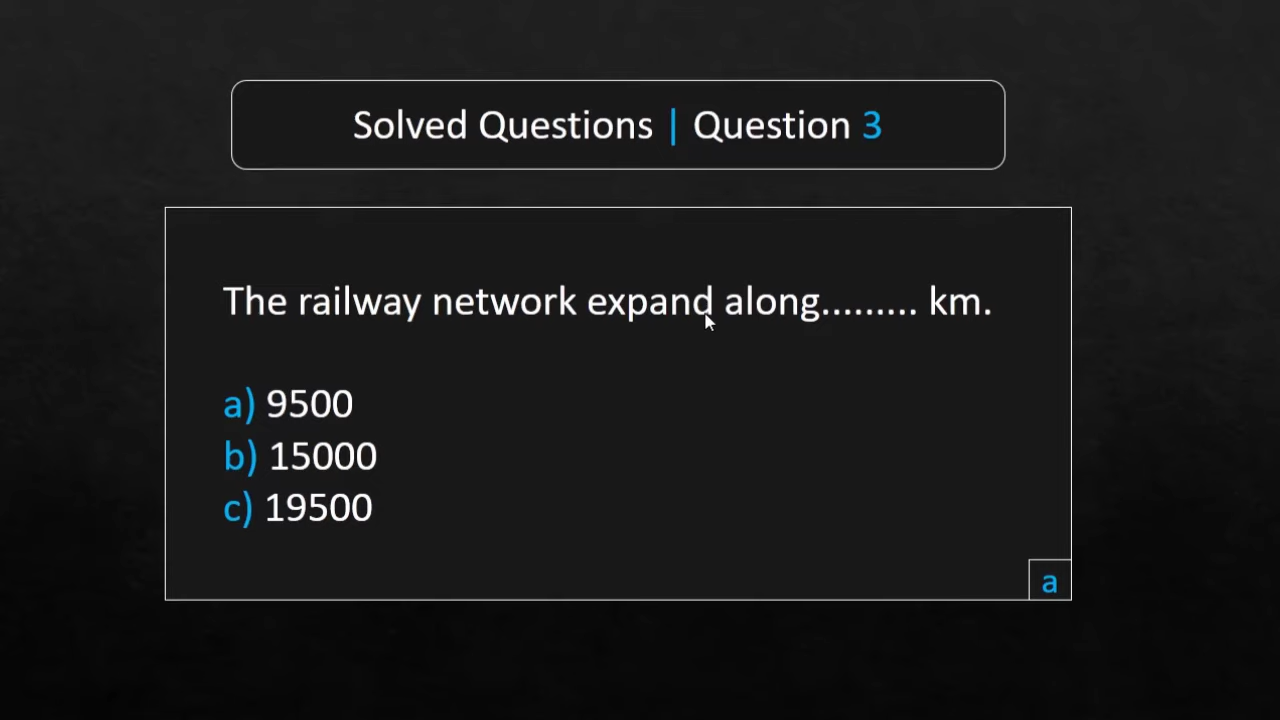 Solved Questions | Question 3
The railway network expand along......... km.
a) 9500
b) 15000
c) 19500
a